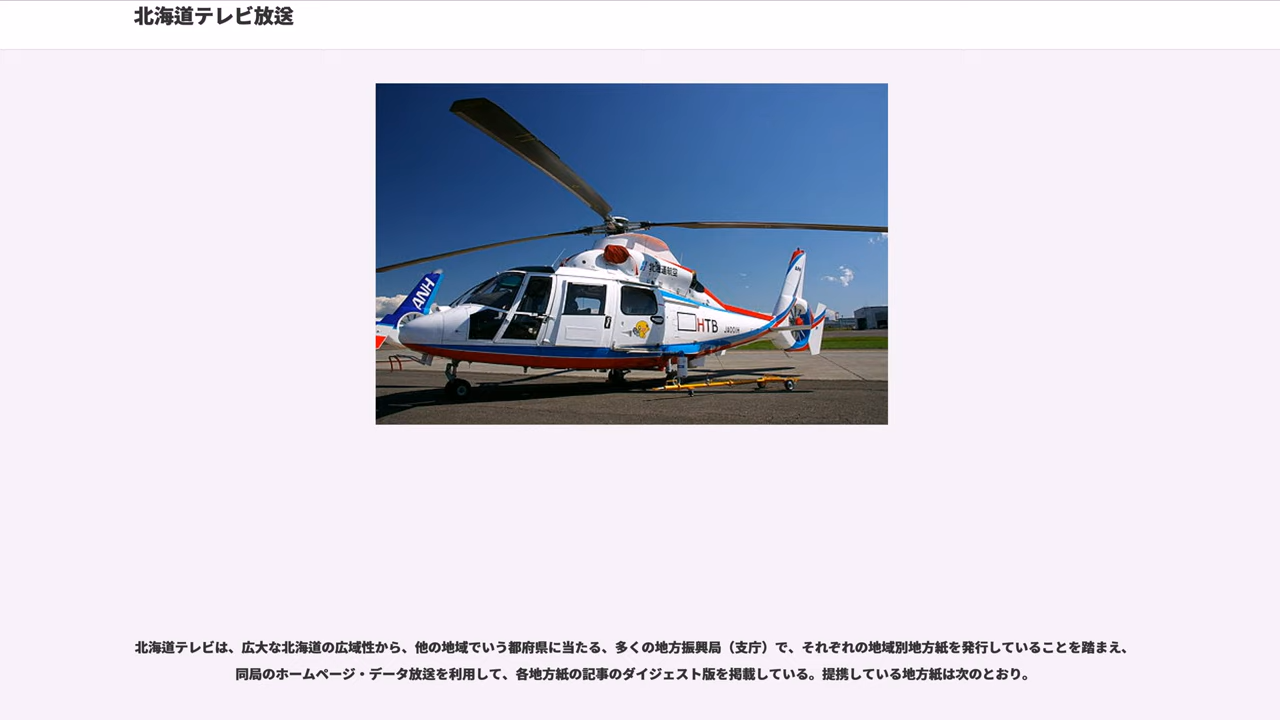 北海道テレビ放送
ANH
北海道航空
HTB
北海道テレビは、広大な北海道の広域性から、他の地域でいう都府県に当たる、多くの地方振興局（支庁）で、それぞれの地域別地方紙を発行していることを踏まえ、
同局のホームページ・データ放送を利用して、各地方紙の記事のダイジェスト版を掲載している。提携している地方紙は次のとおり。